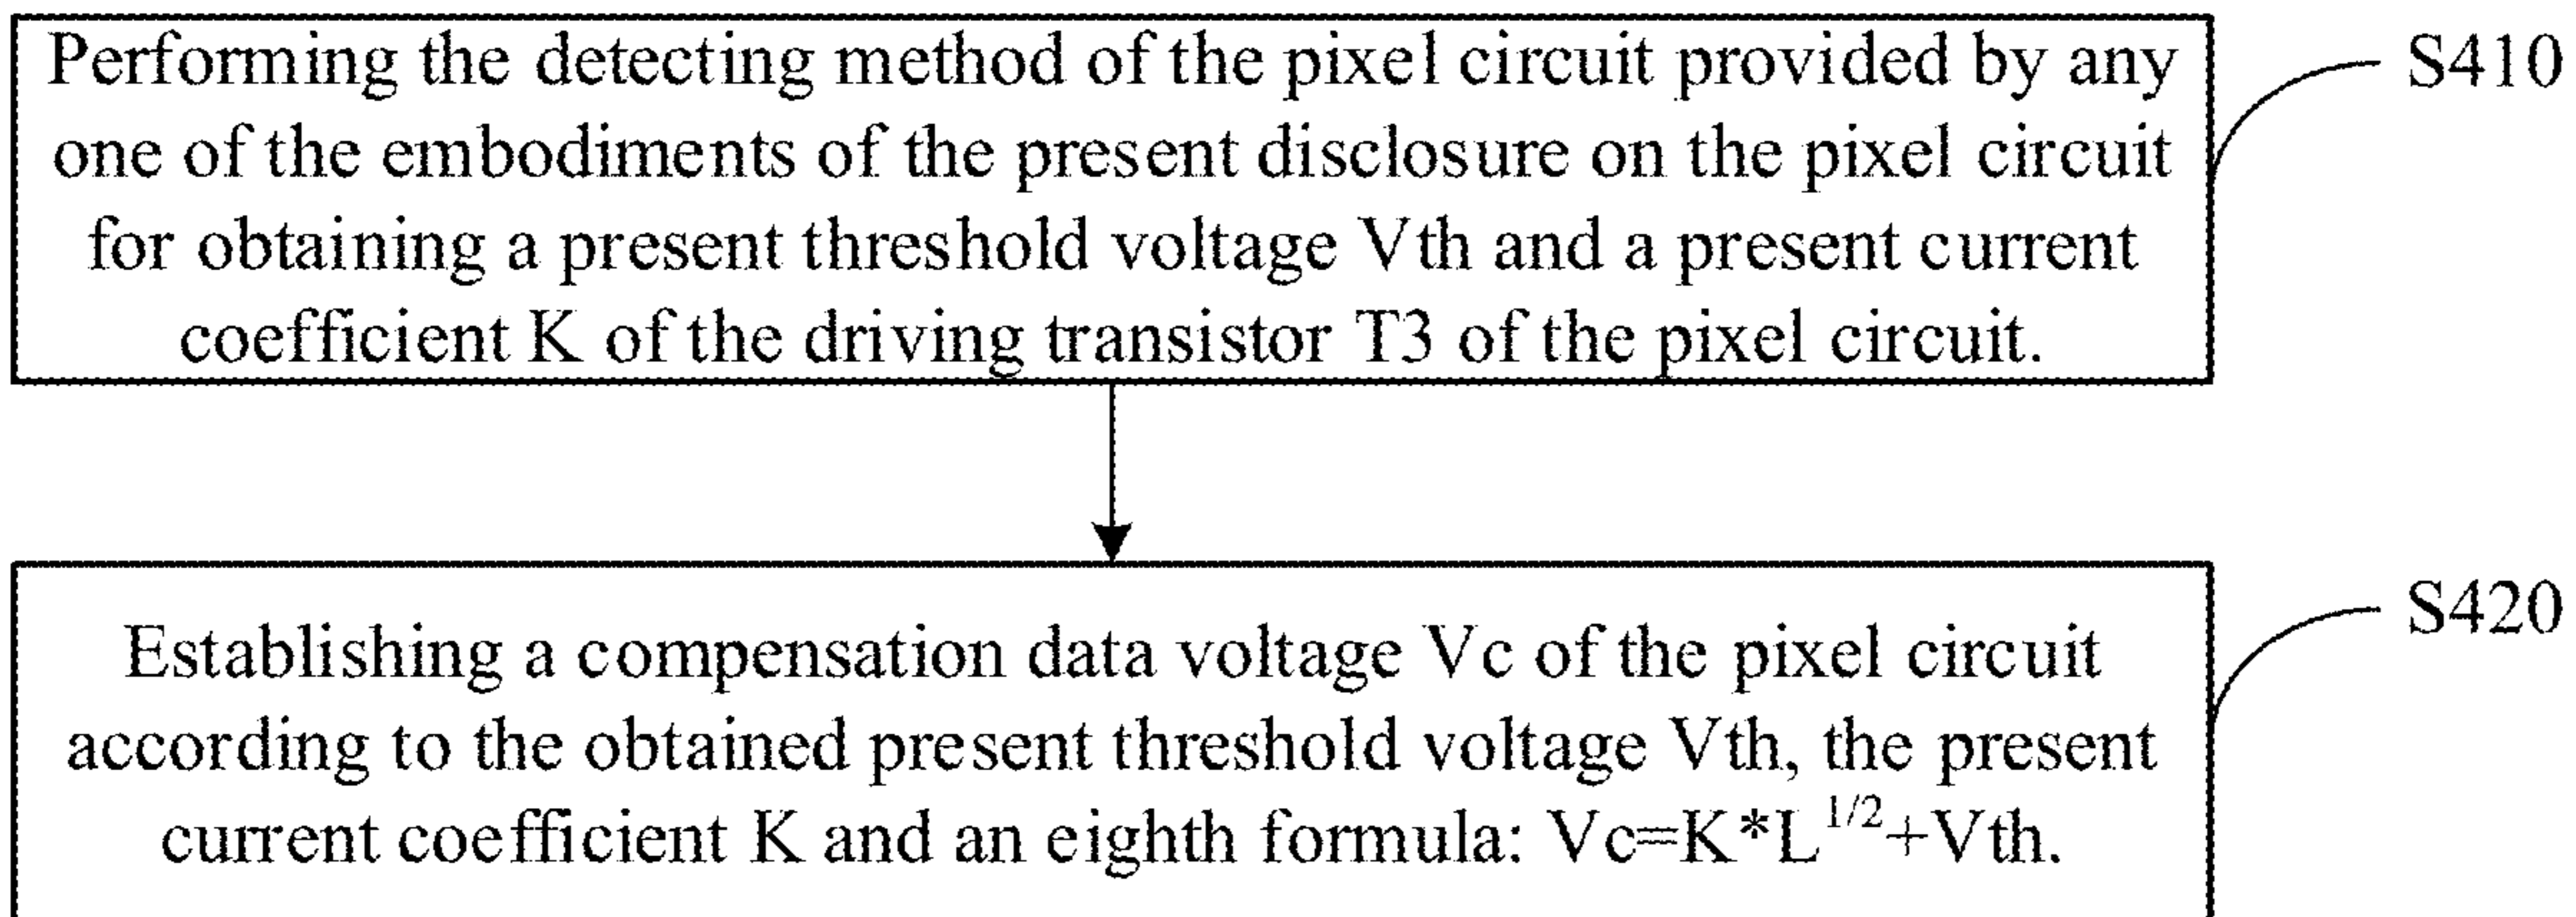 Performing the detecting method of the pixel circuit provided by any
one of the embodiments of the present disclosure on the pixel circuit
for obtaining a present threshold voltage Vth and a present current
coefficient K of the driving transistor T3 of the pixel circuit.
S410
Establishing a compensation data voltage Vc of the pixel circuit
according to the obtained present threshold voltage Vth, the present
current coefficient K and an eighth formula: Vc=K*L^{1/2}+Vth.
S420